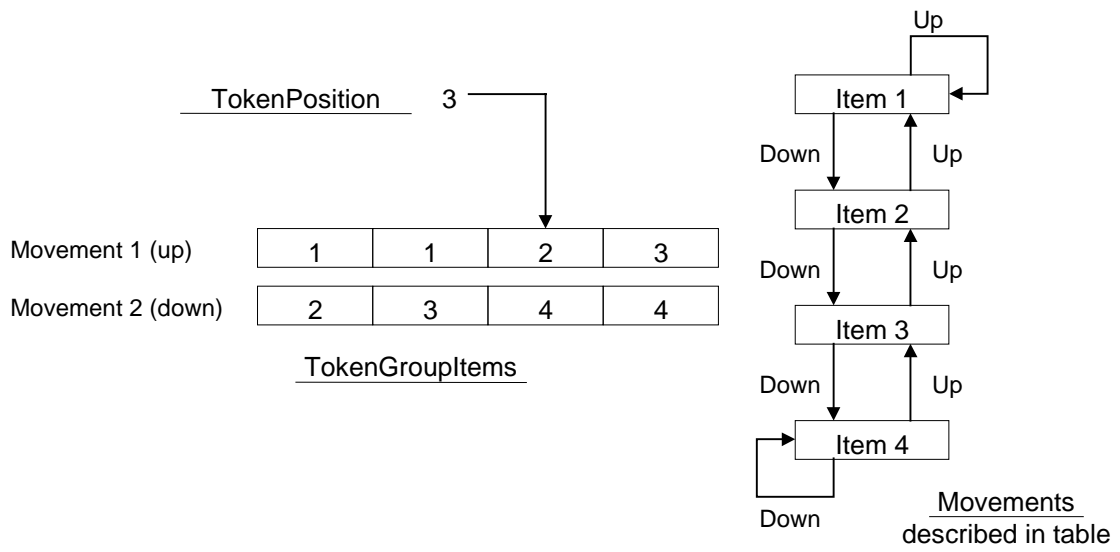 TokenPosition 3
Movement 1 (up) 1 1 2 3
Movement 2 (down) 2 3 4 4
TokenGroupItems
Up
Item 1
Down Up
Item 2
Down Up
Item 3
Down Up
Item 4
Down
Movements
described in table